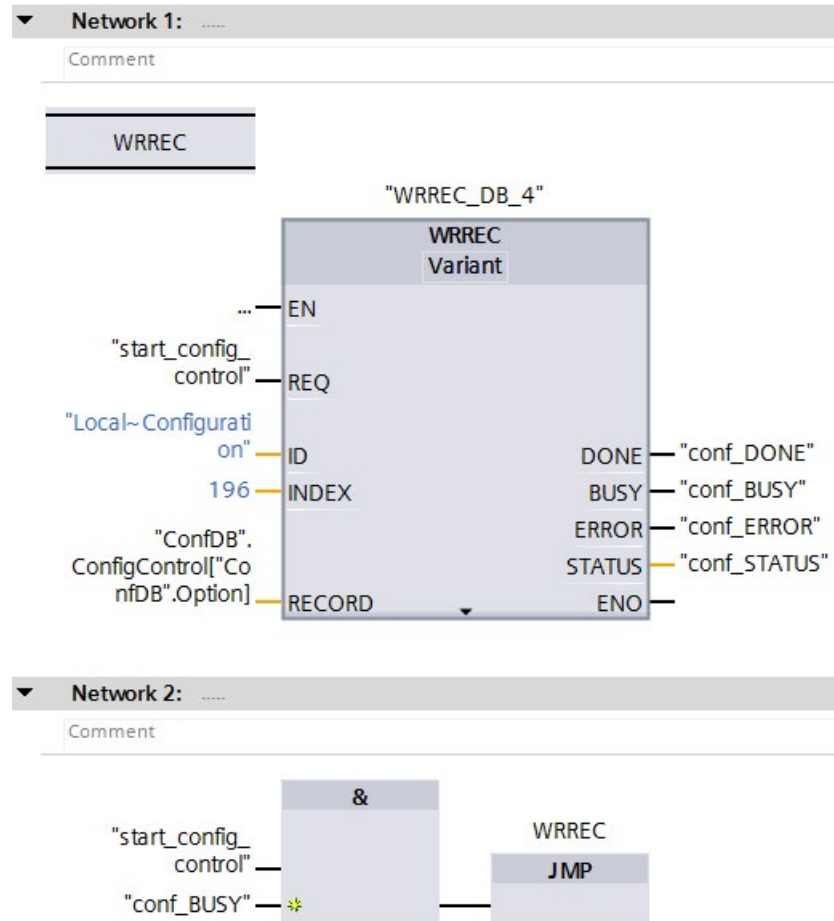 Network 1: .....
Comment
WRREC
"WRREC_DB_4"
WRREC
Variant
... EN
"start_config_
control" REQ
"Local~Configurati
on" ID
DONE "conf_DONE"
196 INDEX
BUSY "conf_BUSY"
ERROR "conf_ERROR"
"ConfDB".
ConfigControl["Co
nfDB".Option] RECORD
STATUS "conf_STATUS"
ENO
Network 2: .....
Comment
&
"start_config_
control"
"conf_BUSY"
WRREC
JMP